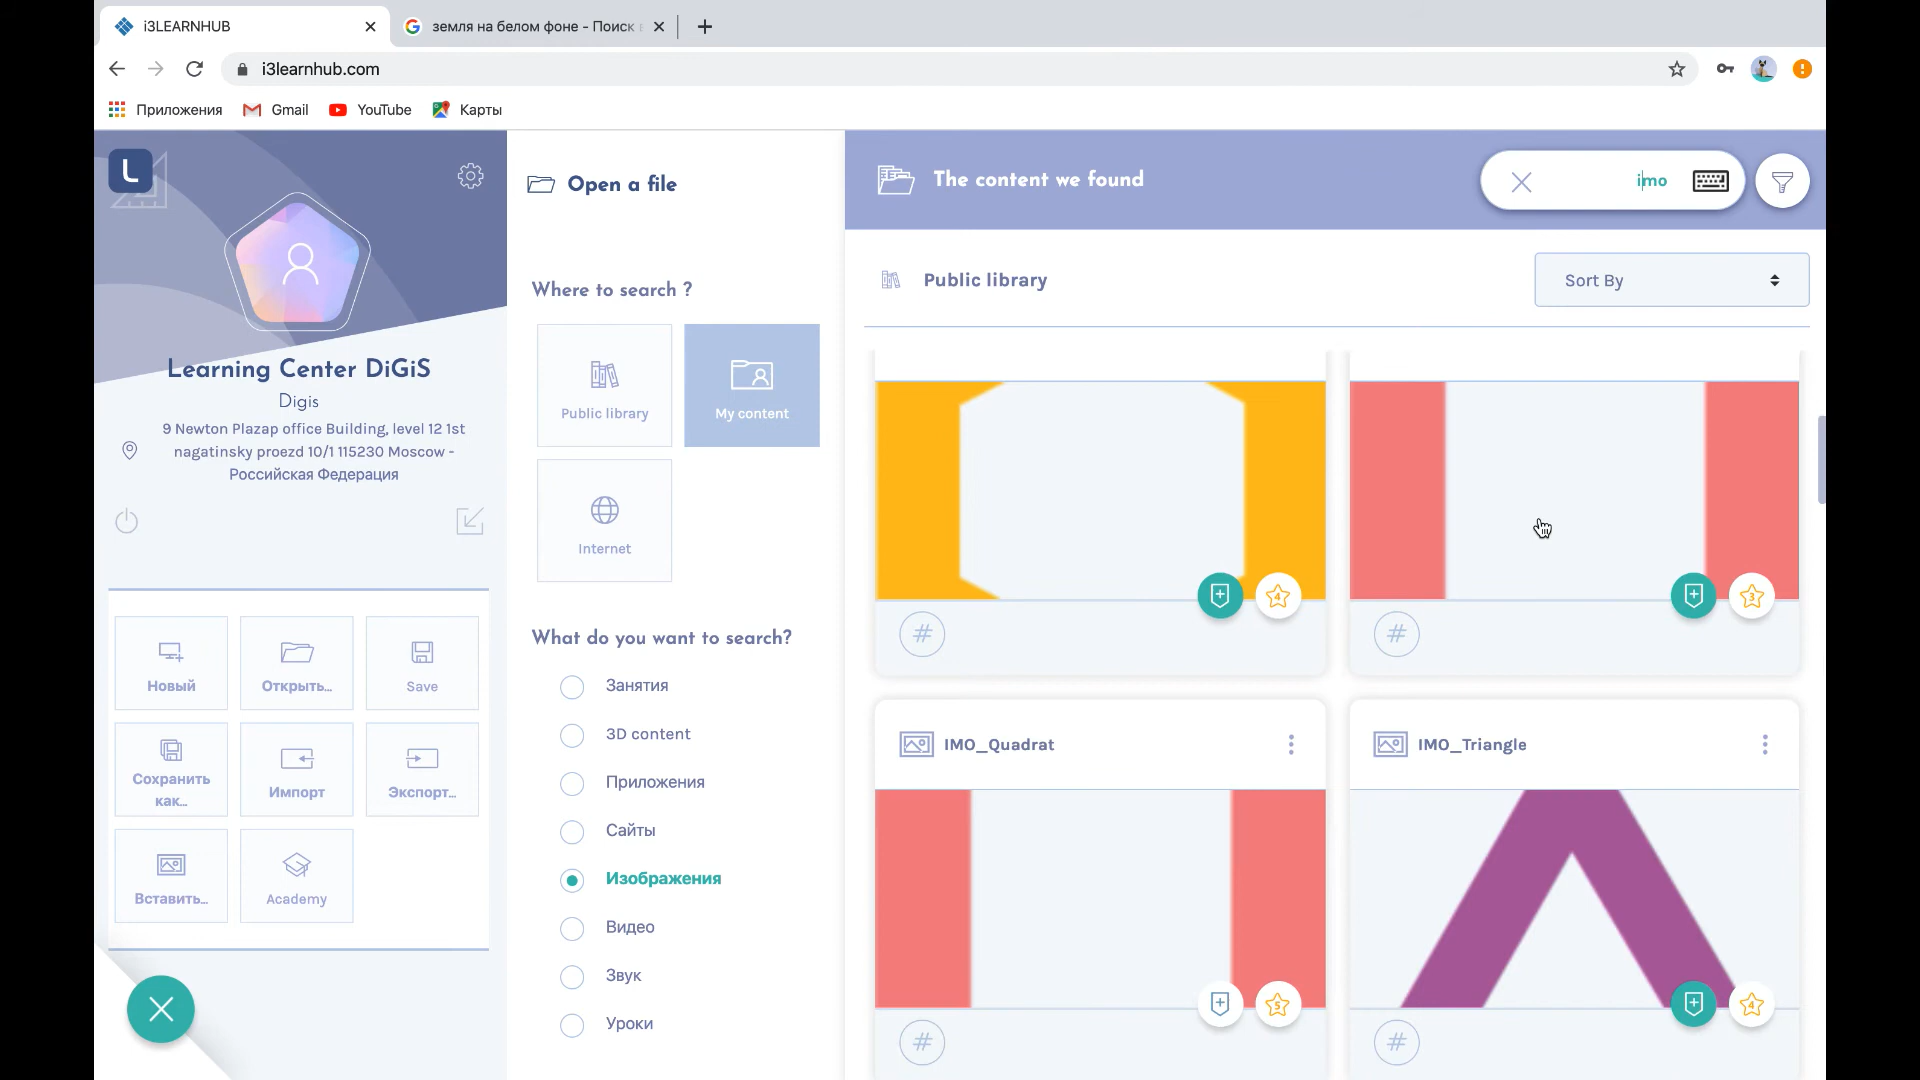 i3LEARNHUB
земля на белом фоне - Поиск
i3learnhub.com
Приложения
Gmail
YouTube
Карты
L
Learning Center DiGiS
Digis
9 Newton Plazap office Building, level 12 1st
nagatinsky proezd 10/1 115230 Moscow -
Российская Федерация
Новый
Открыть...
Save
Сохранить
как...
Импорт
Экспорт...
Вставить...
Academy
Open a file
Where to search ?
Public library
My content
Internet
What do you want to search?
Занятия
3D content
Приложения
Сайты
Изображения
Видео
Звук
Уроки
The content we found
imo
Public library
Sort By
4
3
#
#
IMO_Quadrat
IMO_Triangle
5
4
#
#